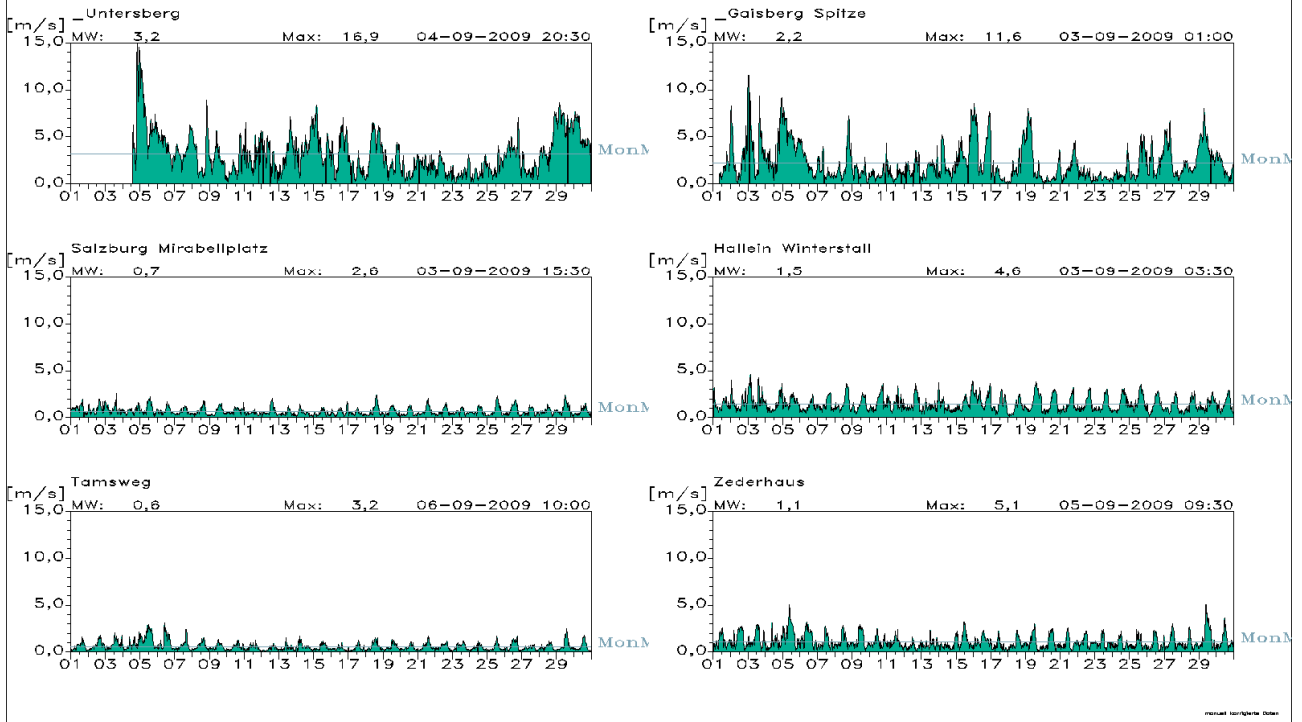 _Untersberg
[m/s] MW: 3,2 Max: 16,9 04-09-2009 20:30
15,0
10,0
5,0
MonM
0,0
01 03 05 07 09 11 13 15 17 19 21 23 25 27 29
_Gaisberg Spitze
[m/s] MW: 2,2 Max: 11,6 03-09-2009 01:00
15,0
10,0
5,0
MonM
0,0
01 03 05 07 09 11 13 15 17 19 21 23 25 27 29
Salzburg Mirabellplatz
[m/s] MW: 0,7 Max: 2,6 03-09-2009 15:30
15,0
10,0
5,0
MonM
0,0
01 03 05 07 09 11 13 15 17 19 21 23 25 27 29
Hallein Winterstall
[m/s] MW: 1,5 Max: 4,6 03-09-2009 03:30
15,0
10,0
5,0
MonM
0,0
01 03 05 07 09 11 13 15 17 19 21 23 25 27 29
Tamsweg
[m/s] MW: 0,6 Max: 3,2 06-09-2009 10:00
15,0
10,0
5,0
MonM
0,0
01 03 05 07 09 11 13 15 17 19 21 23 25 27 29
Zederhaus
[m/s] MW: 1,1 Max: 5,1 05-09-2009 09:30
15,0
10,0
5,0
MonM
0,0
01 03 05 07 09 11 13 15 17 19 21 23 25 27 29
manuell korrigierte Daten